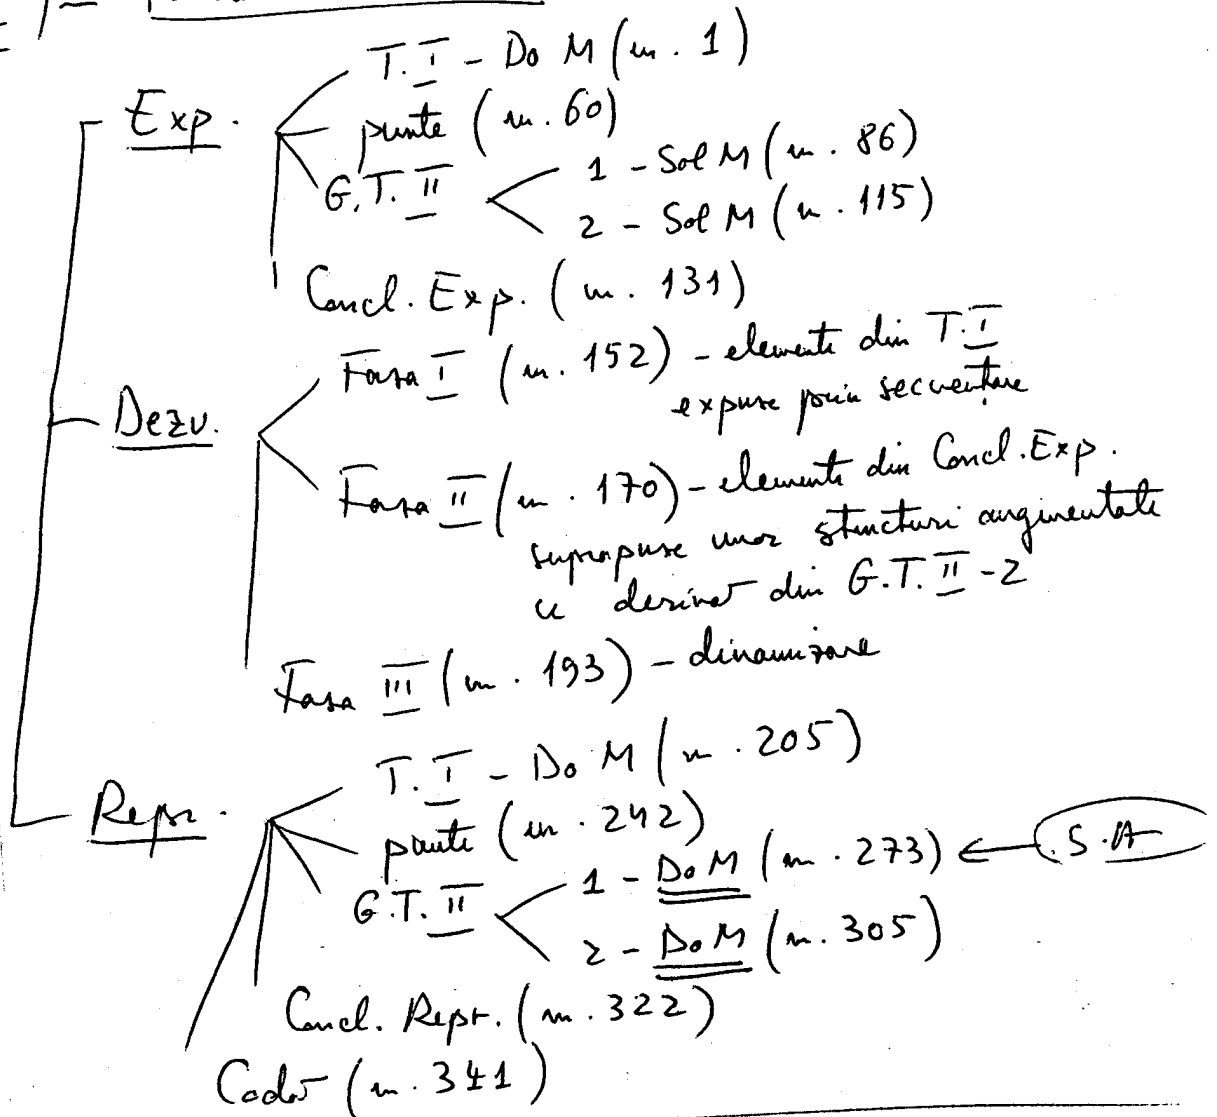 T.I - Do M (m. 1)
Exp.
punte (m. 60)
G.T. II
1 - Sol M (m. 86)
2 - Sol M (m. 115)
Concl. Exp. (m. 131)
Faza I (m. 152) - elemente din T.I
expuse prin secvențare
Dezv.
Faza II (m. 170) - elemente din Concl. Exp.
suprapuse unor structuri augmentate
ce derivă din G.T. II - 2
Faza III (m. 193) - dinamizare
T.I - Do M (m. 205)
Repr.
punte (m. 242)
G.T. II
1 - Do M (m. 273) ← S.A
2 - Do M (m. 305)
Concl. Repr. (m. 322)
Coda (m. 341)